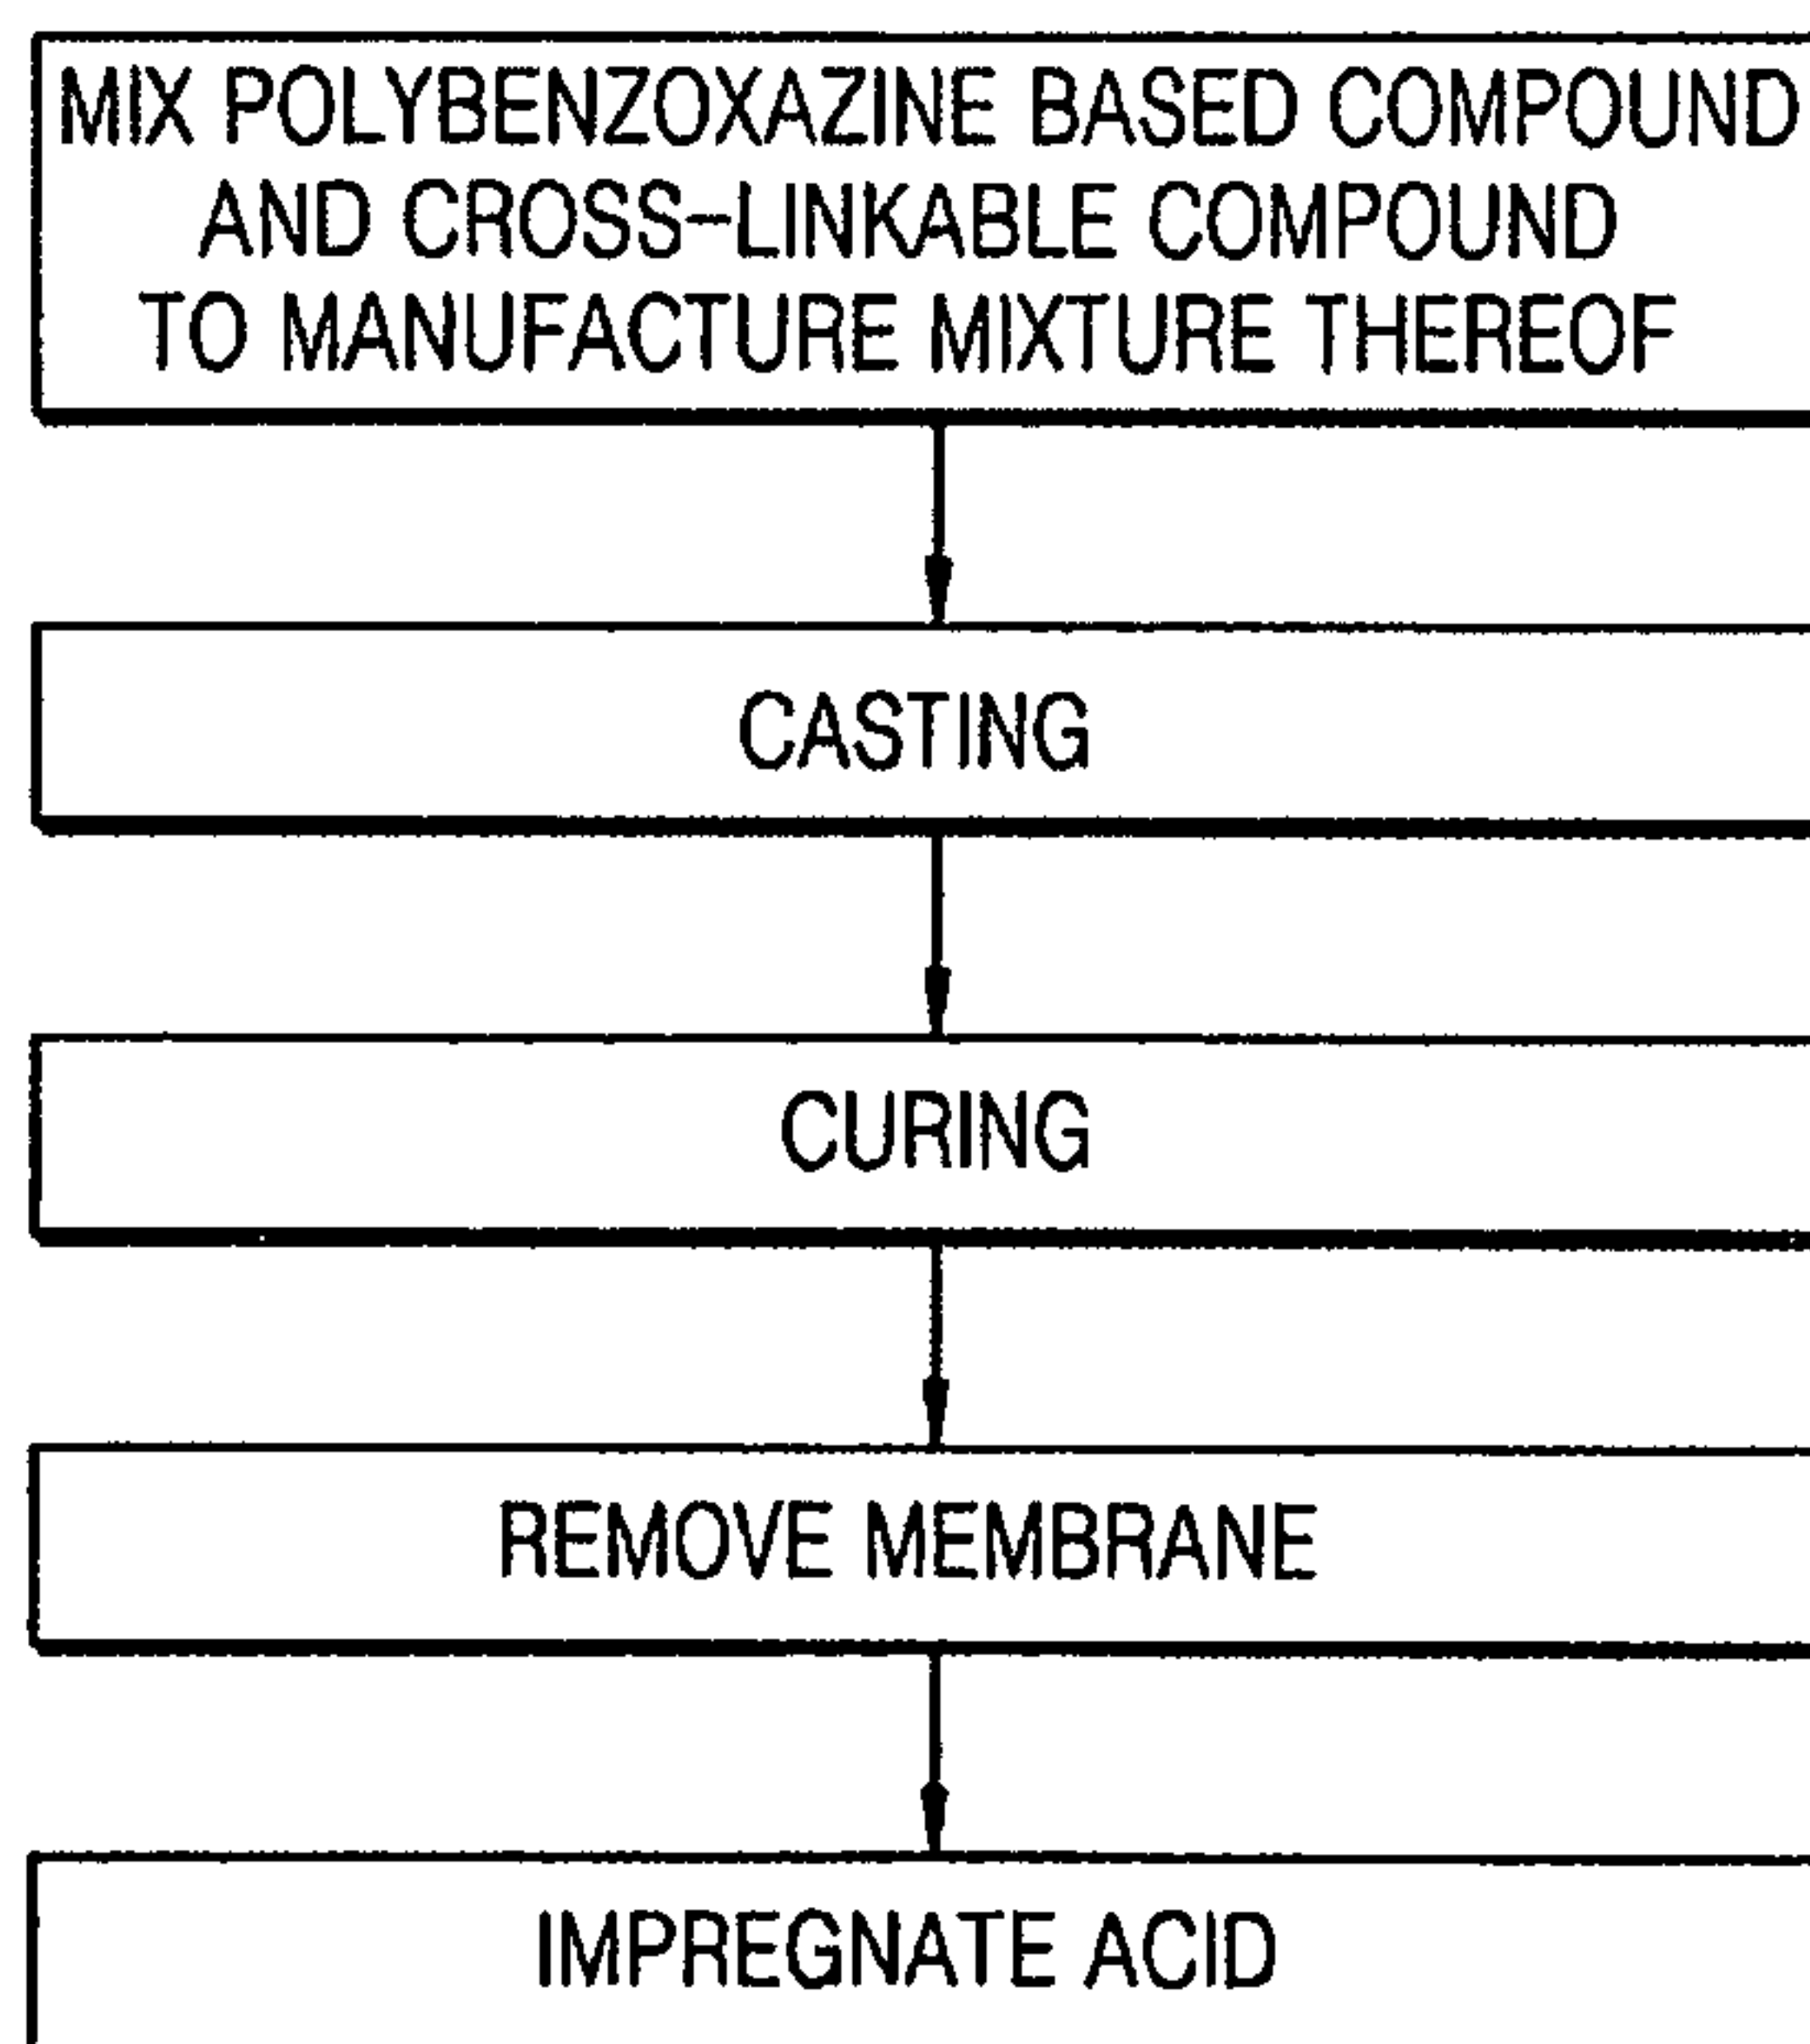 MIX POLYBENZOXAZINE BASED COMPOUND
AND CROSS-LINKABLE COMPOUND
TO MANUFACTURE MIXTURE THEREOF
CASTING
CURING
REMOVE MEMBRANE
IMPREGNATE ACID